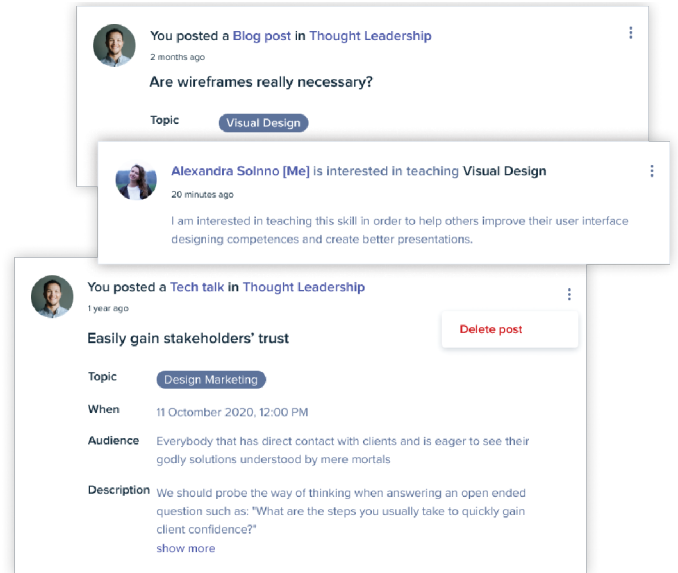 You posted a Blog post in Thought Leadership
2 months ago
Are wireframes really necessary?
Topic Visual Design
Alexandra Solnno [Me] is interested in teaching Visual Design
20 minutes ago
I am interested in teaching this skill in order to help others improve their user interface
designing competences and create better presentations.
You posted a Tech talk in Thought Leadership
1 year ago
Delete post
Easily gain stakeholders' trust
Topic Design Marketing
When 11 Octomber 2020, 12:00 PM
Audience Everybody that has direct contact with clients and is eager to see their
godly solutions understood by mere mortals
Description We should probe the way of thinking when answering an open ended
question such as: "What are the steps you usually take to quickly gain
client confidence?"
show more